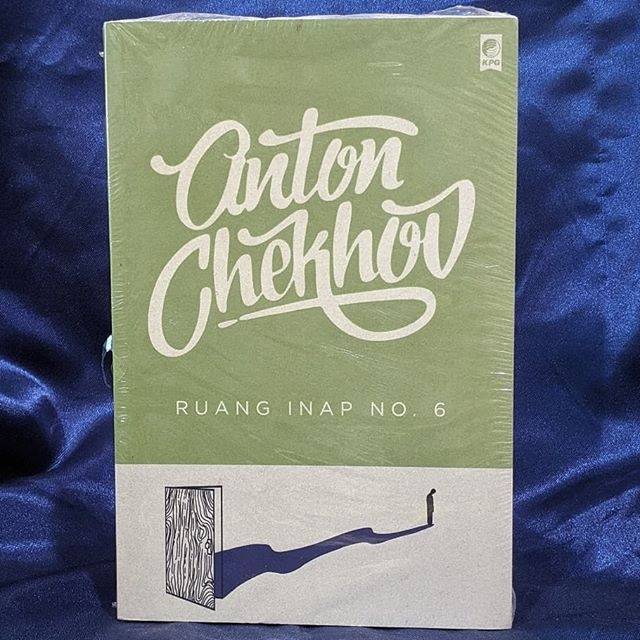 KPG
anton
Chekhov
RUANG INAP NO. 6